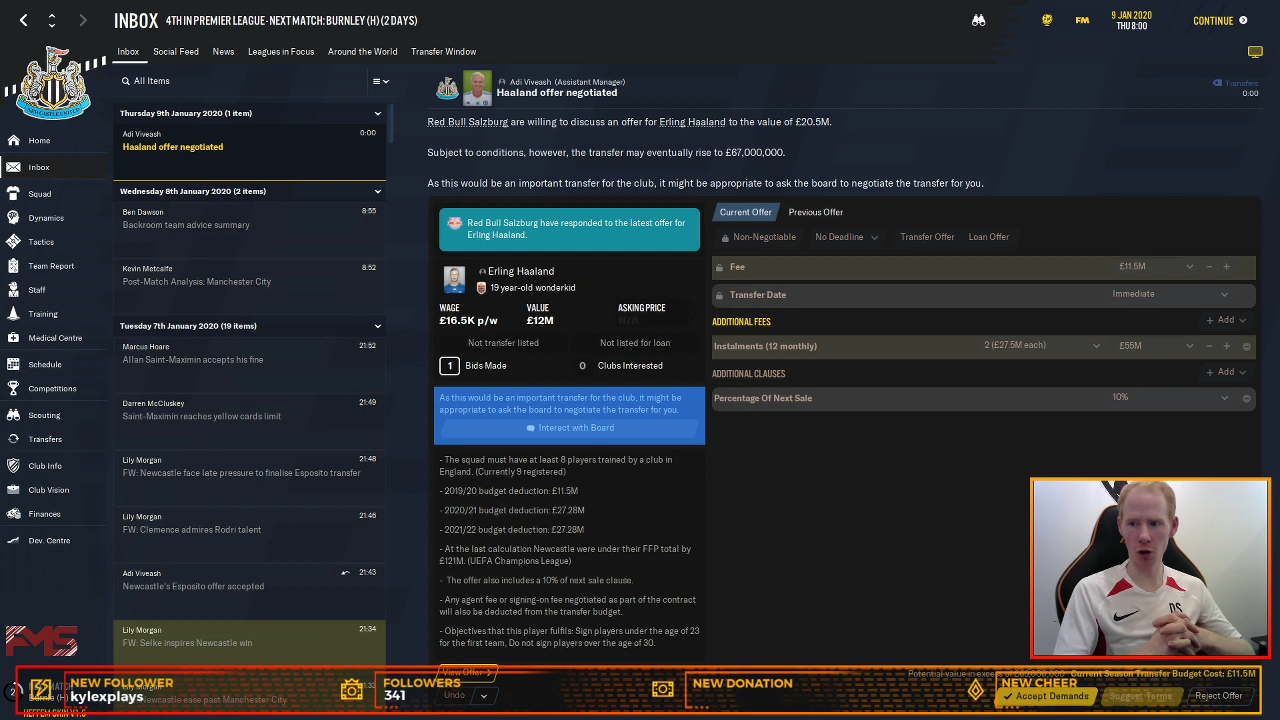 INBOX
4TH IN PREMIER LEAGUE - NEXT MATCH: BURNLEY (H) (2 DAYS)
FM
9 JAN 2020
THU 8:00
CONTINUE
Inbox
Social Feed
News
Leagues in Focus
Around the World
Transfer Window
Home
Inbox
Squad
Dynamics
Tactics
Team Report
Staff
Training
Medical Centre
Schedule
Competitions
Scouting
Transfers
Club Info
Club Vision
Finances
Dev. Centre
FMS
All Items
Thursday 9th January 2020 (1 item)
Adi Viveash 0:00
Haaland offer negotiated
Wednesday 8th January 2020 (2 items)
Ben Dawson 8:55
Backroom team advice summary
Kevin Metcalfe 8:52
Post-Match Analysis: Manchester City
Tuesday 7th January 2020 (19 items)
Marcus Hoare 21:52
Allan Saint-Maximin accepts his fine
Darren McCluskey 21:49
Saint-Maximin reaches yellow cards limit
Lily Morgan 21:48
FW: Newcastle face late pressure to finalise Esposito transfer
Lily Morgan 21:46
FW: Clemence admires Rodri talent
Adi Viveash 21:43
Newcastle's Esposito offer accepted
Lily Morgan 21:34
FW: Selke inspires Newcastle win
Newcastle ease past Manchester City
Adi Viveash (Assistant Manager)
Haaland offer negotiated
Transfers
0:00
Red Bull Salzburg are willing to discuss an offer for Erling Haaland to the value of £20.5M.
Subject to conditions, however, the transfer may eventually rise to £67,000,000.
As this would be an important transfer for the club, it might be appropriate to ask the board to negotiate the transfer for you.
Red Bull Salzburg have responded to the latest offer for
Erling Haaland.
Erling Haaland
19 year-old wonderkid
WAGE VALUE ASKING PRICE
£16.5K p/w £12M N/A
Not transfer listed Not listed for loan
1 Bids Made 0 Clubs Interested
As this would be an important transfer for the club, it might be
appropriate to ask the board to negotiate the transfer for you.
Interact with Board
- The squad must have at least 8 players trained by a club in
England. (Currently 9 registered)
- 2019/20 budget deduction: £11.5M
- 2020/21 budget deduction: £27.28M
- 2021/22 budget deduction: £27.28M
- At the last calculation Newcastle were under their FFP total by
£121M. (UEFA Champions League)
- The offer also includes a 10% of next sale clause.
- Any agent fee or signing-on fee negotiated as part of the contract
will also be deducted from the transfer budget.
- Objectives that this player fulfils: Sign players under the age of 23
for the first team, Do not sign players over the age of 30.
View Offer
Undo
Current Offer Previous Offer
Non-Negotiable No Deadline Transfer Offer Loan Offer
Fee £11.5M
Transfer Date Immediate
ADDITIONAL FEES Add
Instalments (12 monthly) 2 (£27.5M each) £55M
ADDITIONAL CLAUSES Add
Percentage Of Next Sale 10%
Current Season Transfer Budget Cost: £11.5M
Accept Demands
Suggest Terms
Reject Offer
NEW FOLLOWER
kylexplays
FOLLOWERS
341
NEW DONATION
NEW CHEER